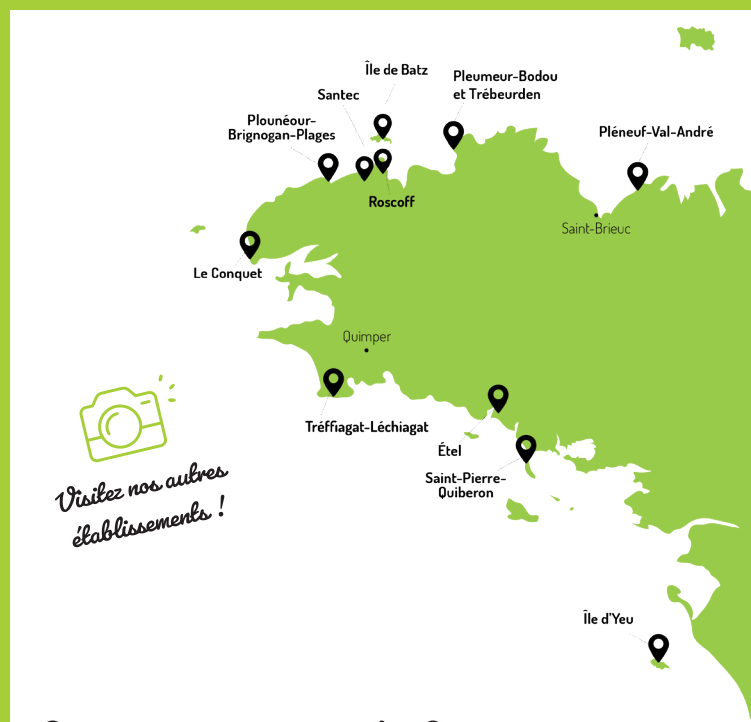 Île de Batz
Pleumeur-Bodou
et Trébeurden
Santec
Plounéour-
Brignogan-Plages
Pléneuf-Val-André
Roscoff
Saint-Brieuc
Le Conquet
Quimper
Tréffiagat-Léchiagat
Étel
Saint-Pierre-
Quiberon
Visitez nos autres
établissements !
Île d'Yeu